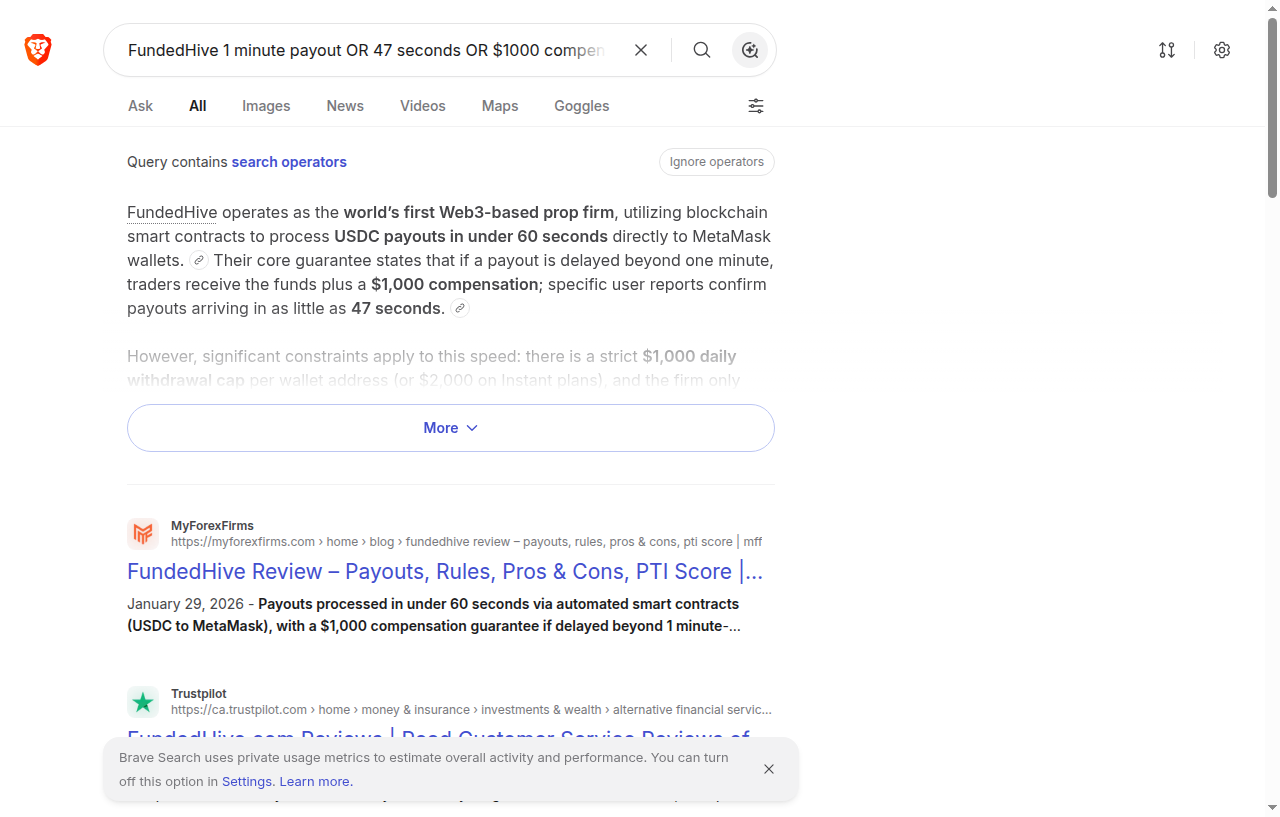 FundedHive 1 minute payout OR 47 seconds OR $1000 compen
Ask All Images News Videos Maps Goggles
Query contains search operators
Ignore operators
FundedHive operates as the world's first Web3-based prop firm, utilizing blockchain
smart contracts to process USDC payouts in under 60 seconds directly to MetaMask
wallets. Their core guarantee states that if a payout is delayed beyond one minute,
traders receive the funds plus a $1,000 compensation; specific user reports confirm
payouts arriving in as little as 47 seconds.
However, significant constraints apply to this speed: there is a strict $1,000 daily
withdrawal cap per wallet address (or $2,000 on Instant plans), and the firm only
More
MyForexFirms
https://myforexfirms.com › home › blog › fundedhive review – payouts, rules, pros & cons, pti score | mff
FundedHive Review – Payouts, Rules, Pros & Cons, PTI Score |...
January 29, 2026 - Payouts processed in under 60 seconds via automated smart contracts
(USDC to MetaMask), with a $1,000 compensation guarantee if delayed beyond 1 minute-...
Trustpilot
https://ca.trustpilot.com › home › money & insurance › investments & wealth › alternative financial servic...
FundedHive.com Reviews | Read Customer Service Reviews of
Brave Search uses private usage metrics to estimate overall activity and performance. You can turn
off this option in Settings. Learn more.